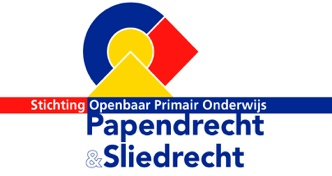 Stichting Openbaar Primair Onderwijs
Papendrecht
&Sliedrecht